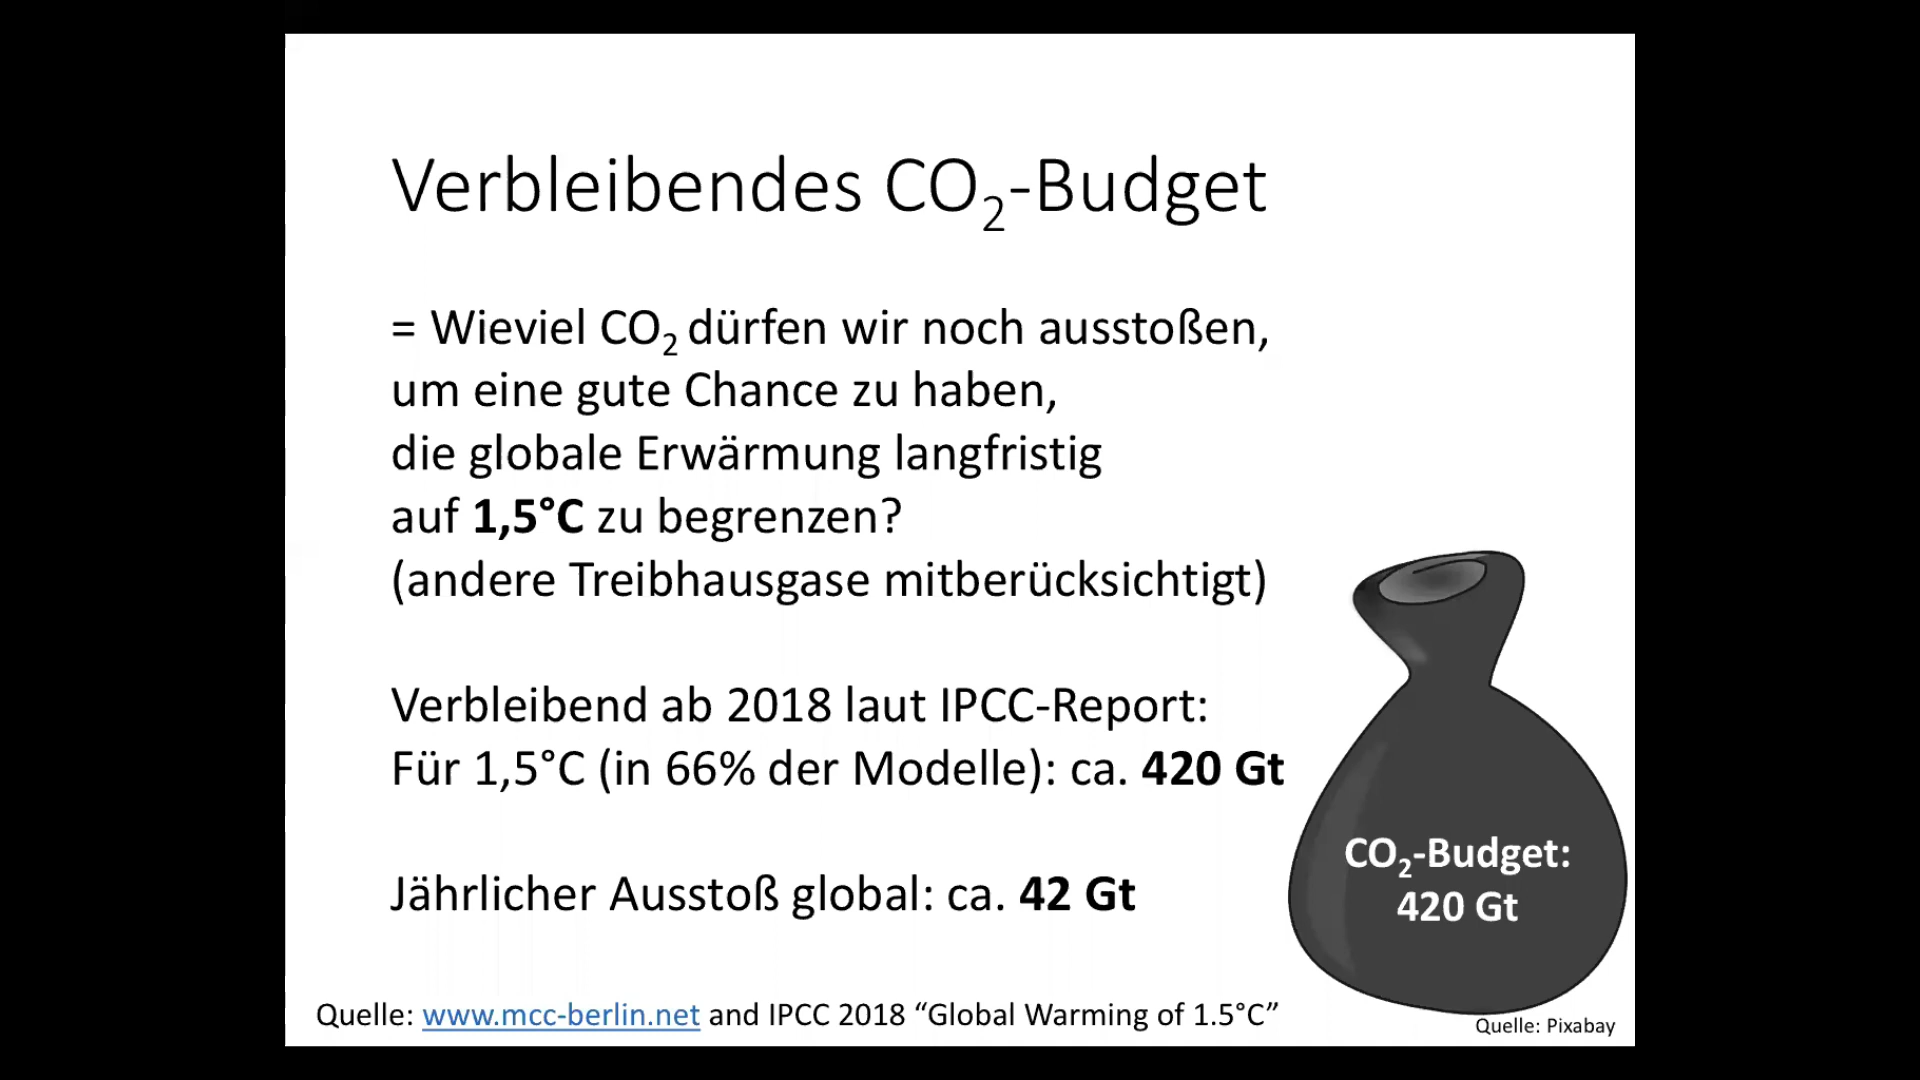 Verbleibendes CO₂-Budget
= Wieviel CO₂ dürfen wir noch ausstoßen,
um eine gute Chance zu haben,
die globale Erwärmung langfristig
auf 1,5°C zu begrenzen?
(andere Treibhausgase mitberücksichtigt)
Verbleibend ab 2018 laut IPCC-Report:
Für 1,5°C (in 66% der Modelle): ca. 420 Gt
Jährlicher Ausstoß global: ca. 42 Gt
CO₂-Budget:
420 Gt
Quelle: www.mcc-berlin.net and IPCC 2018 “Global Warming of 1.5°C”
Quelle: Pixabay